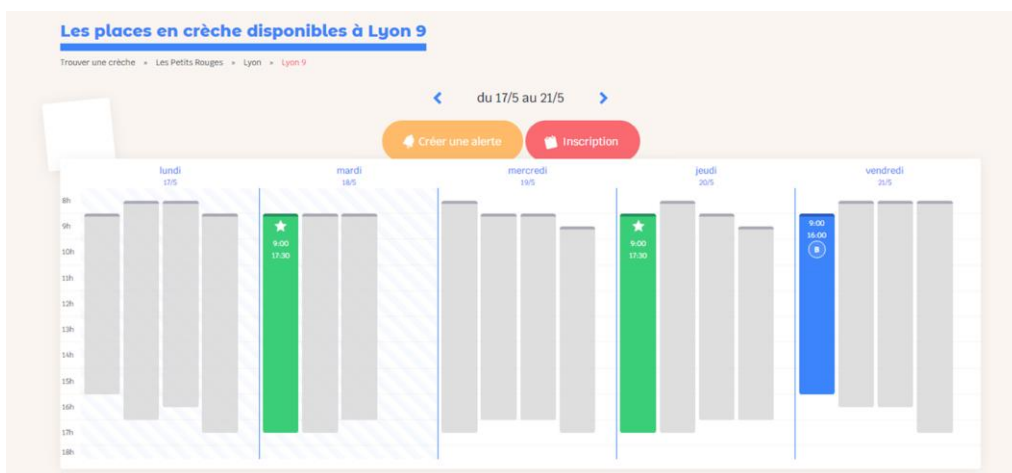 Les places en crèche disponibles à Lyon 9
Trouver une crèche » Les Petits Rouges » Lyon » Lyon 9
du 17/5 au 21/5
Créer une alerte
Inscription
lundi
17/5
mardi
18/5
mercredi
19/5
jeudi
20/5
vendredi
21/5
8h
9h
10h
11h
12h
13h
14h
15h
16h
17h
18h
9:00
17:30
9:00
17:30
9:00
16:00
B